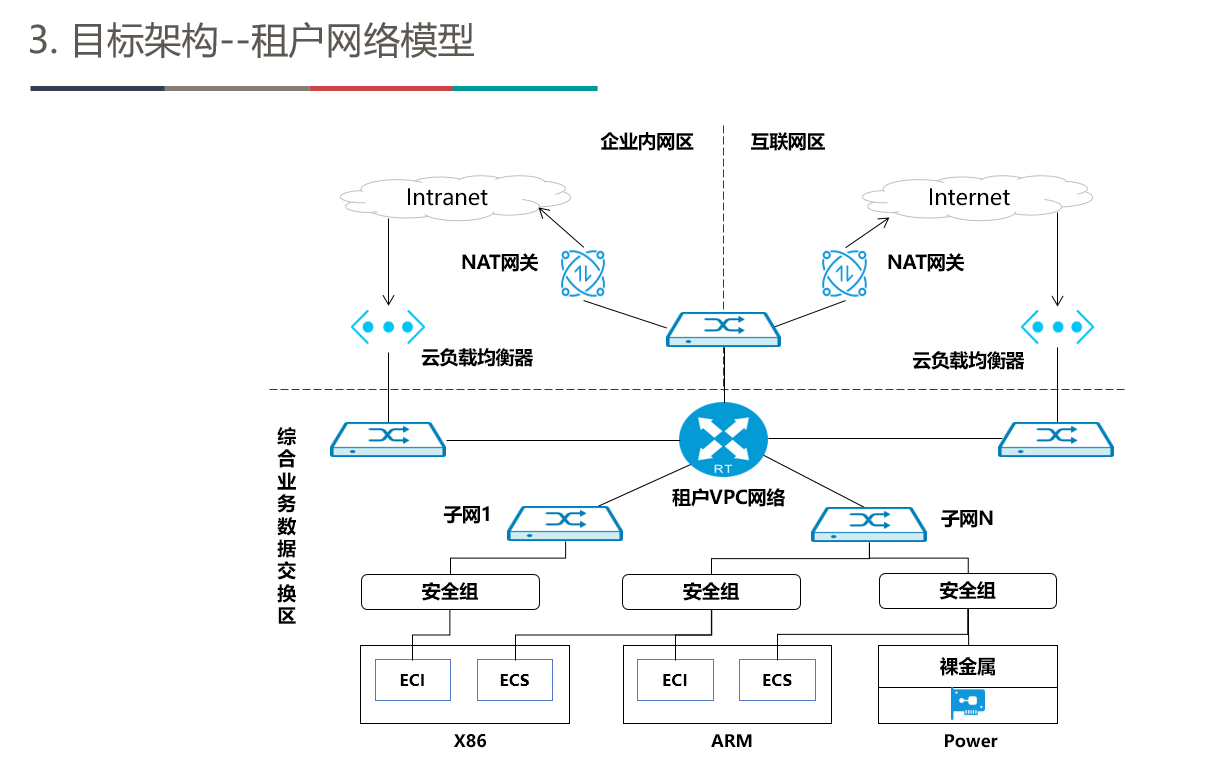 3. 目标架构--租户网络模型
企业内网区
互联网区
Intranet
Internet
NAT网关
NAT网关
云负载均衡器
云负载均衡器
综合业务数据交换区
RT
租户VPC网络
子网1
子网N
安全组
安全组
安全组
ECI
ECS
ECI
ECS
裸金属
X86
ARM
Power